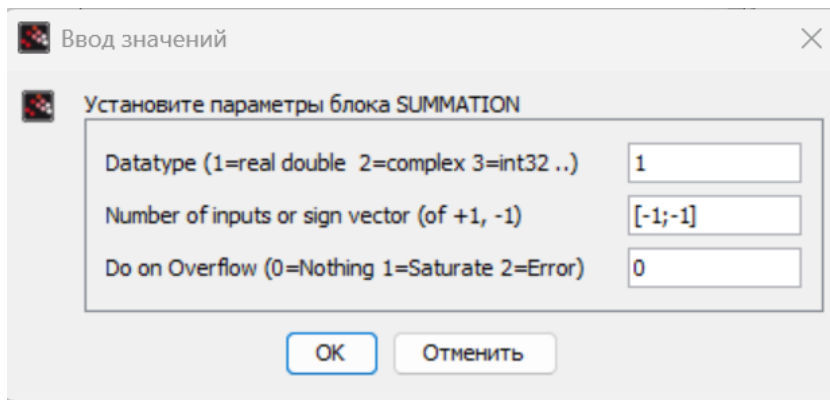 Ввод значений
Установите параметры блока SUMMATION
Datatype (1=real double  2=complex 3=int32 ..) 1
Number of inputs or sign vector (of +1, -1) [-1;-1]
Do on Overflow (0=Nothing 1=Saturate 2=Error) 0
OK Отменить